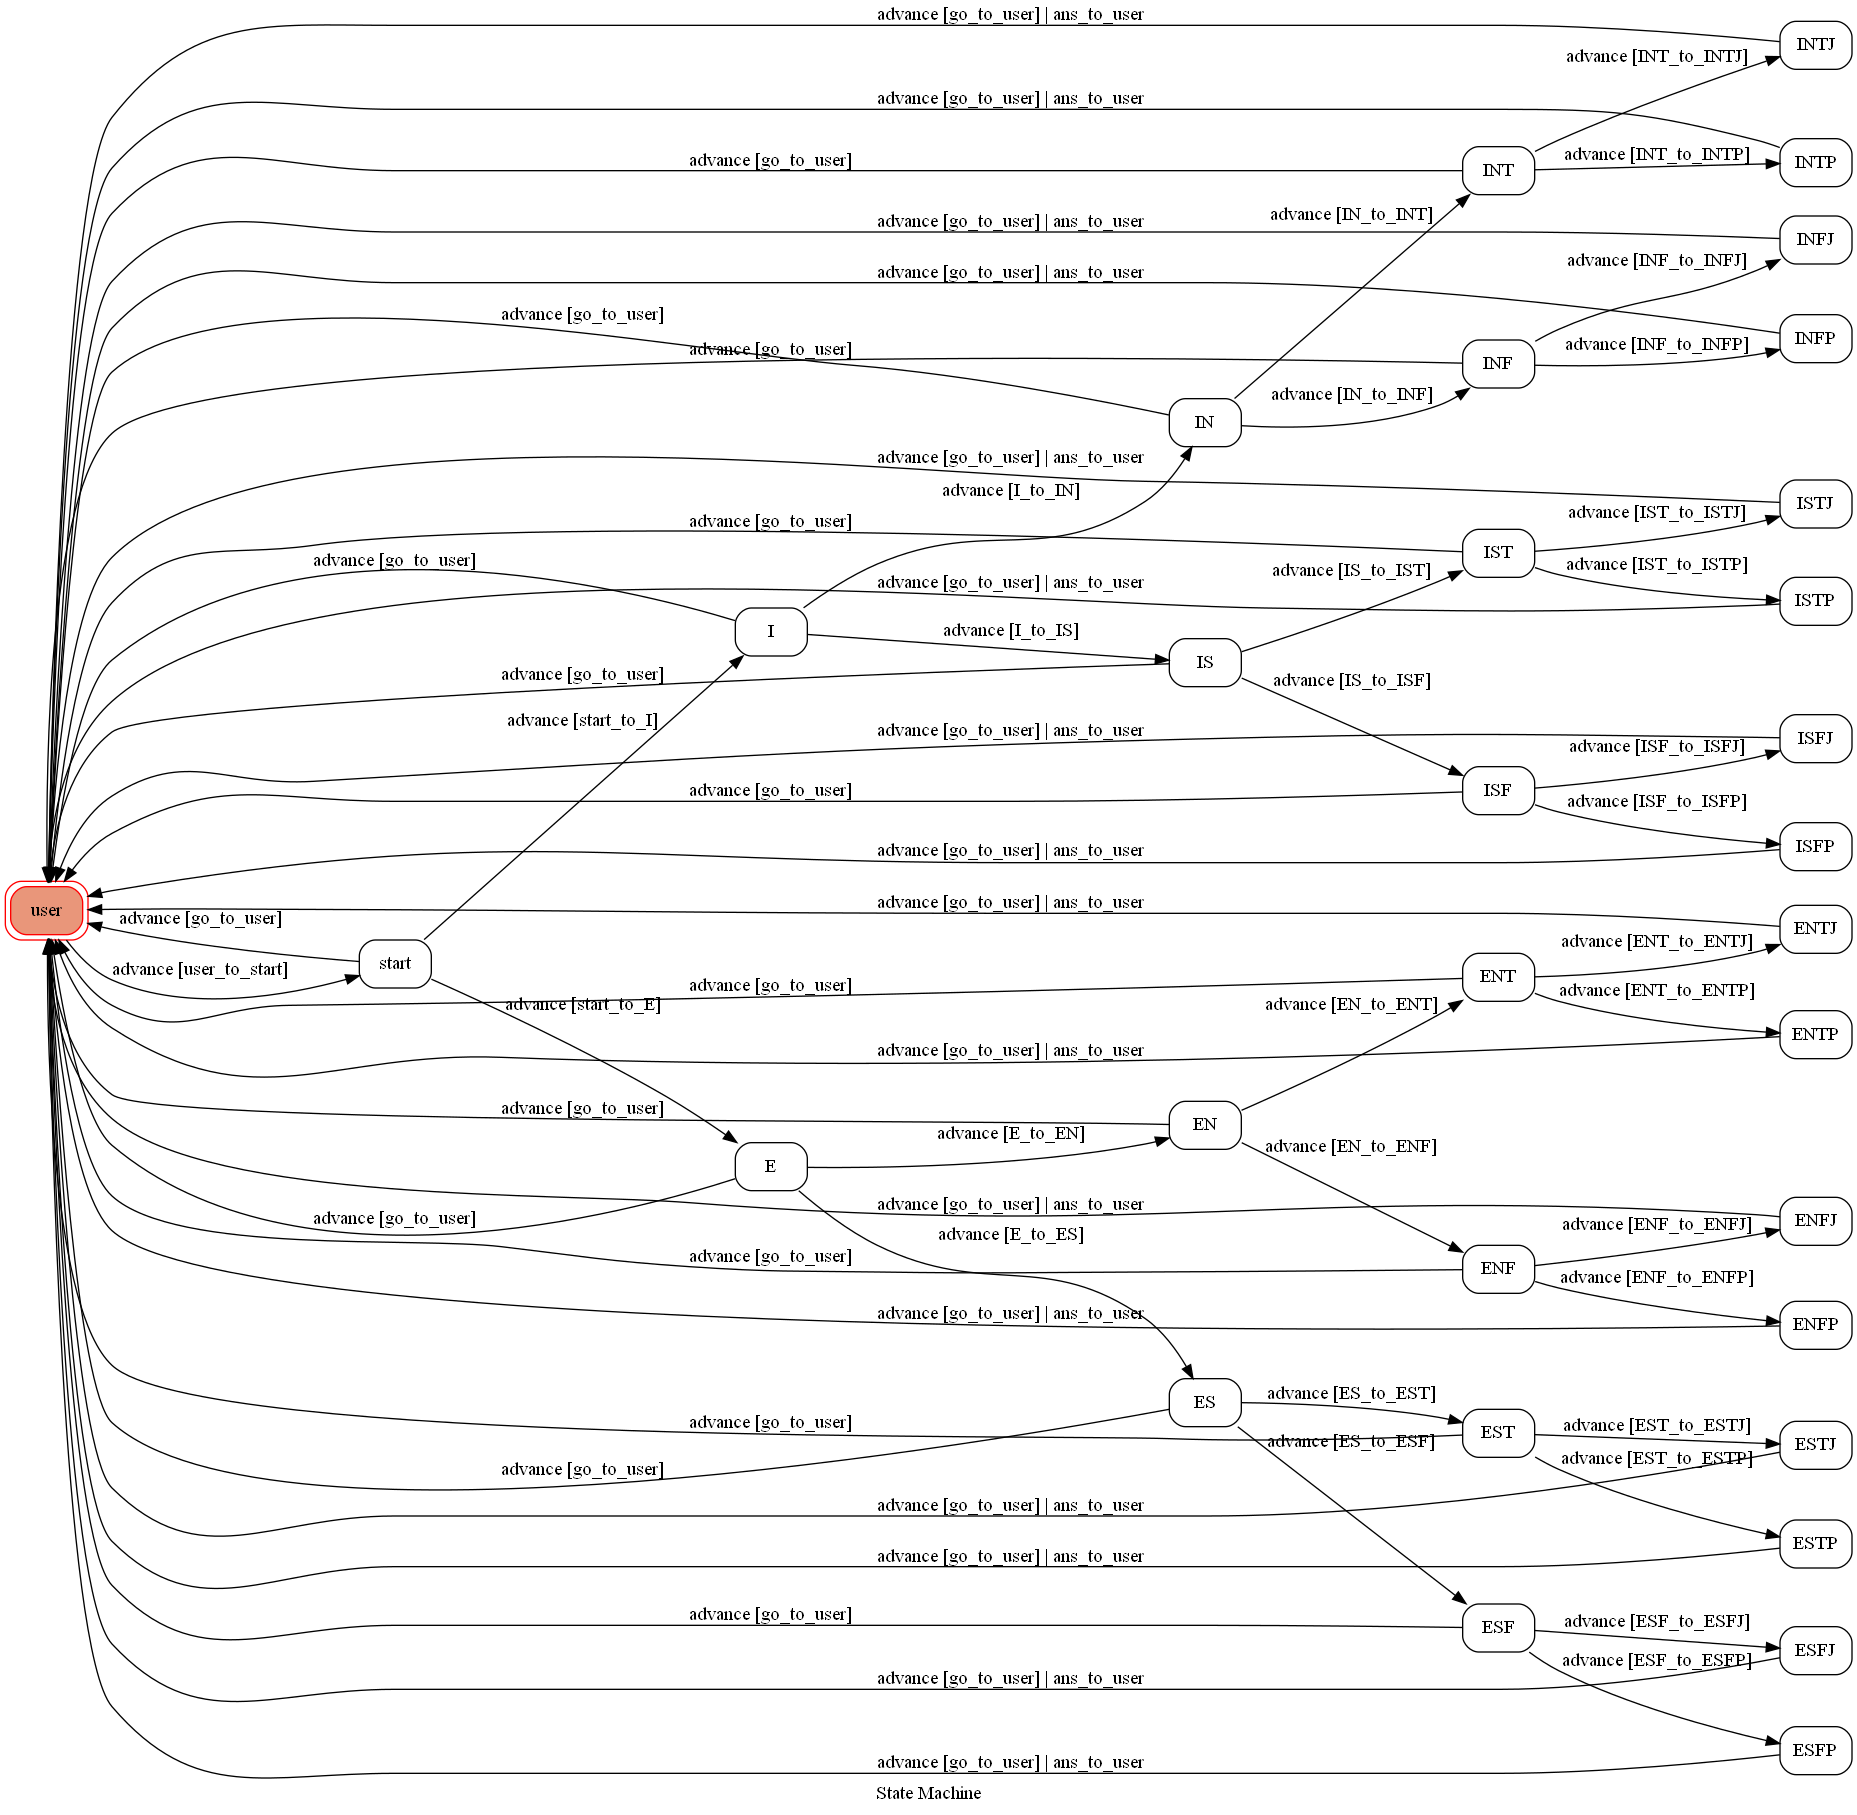 advance [go_to_user] | ans_to_user
INTJ
advance [INT_to_INTJ]
advance [go_to_user] | ans_to_user
advance [INT_to_INTP]
INTP
advance [go_to_user]
INT
advance [IN_to_INT]
advance [go_to_user] | ans_to_user
INFJ
advance [INF_to_INFJ]
advance [go_to_user] | ans_to_user
advance [go_to_user]
INFP
advance [INF_to_INFP]
advance [go_to_user]
INF
advance [IN_to_INF]
IN
advance [go_to_user] | ans_to_user
advance [I_to_IN]
ISTJ
advance [IST_to_ISTJ]
advance [go_to_user]
IST
advance [go_to_user]
advance [IST_to_ISTP]
advance [IS_to_IST]
advance [go_to_user] | ans_to_user
ISTP
I
advance [I_to_IS]
IS
advance [go_to_user]
advance [IS_to_ISF]
advance [start_to_I]
advance [go_to_user] | ans_to_user
ISFJ
advance [ISF_to_ISFJ]
advance [go_to_user]
ISF
advance [ISF_to_ISFP]
advance [go_to_user] | ans_to_user
ISFP
user
advance [go_to_user] | ans_to_user
advance [go_to_user]
ENTJ
advance [ENT_to_ENTJ]
start
advance [user_to_start]
ENT
advance [go_to_user]
advance [ENT_to_ENTP]
advance [start_to_E]
advance [EN_to_ENT]
ENTP
advance [go_to_user] | ans_to_user
advance [go_to_user]
EN
advance [E_to_EN]
advance [EN_to_ENF]
E
advance [go_to_user] | ans_to_user
advance [go_to_user]
ENFJ
advance [ENF_to_ENFJ]
advance [E_to_ES]
advance [go_to_user]
ENF
advance [ENF_to_ENFP]
advance [go_to_user] | ans_to_user
ENFP
advance [ES_to_EST]
ES
advance [go_to_user]
EST
advance [EST_to_ESTJ]
advance [ES_to_ESF]
ESTJ
advance [EST_to_ESTP]
advance [go_to_user]
advance [go_to_user] | ans_to_user
ESTP
advance [go_to_user] | ans_to_user
advance [go_to_user]
ESF
advance [ESF_to_ESFJ]
ESFJ
advance [ESF_to_ESFP]
advance [go_to_user] | ans_to_user
ESFP
advance [go_to_user] | ans_to_user
State Machine